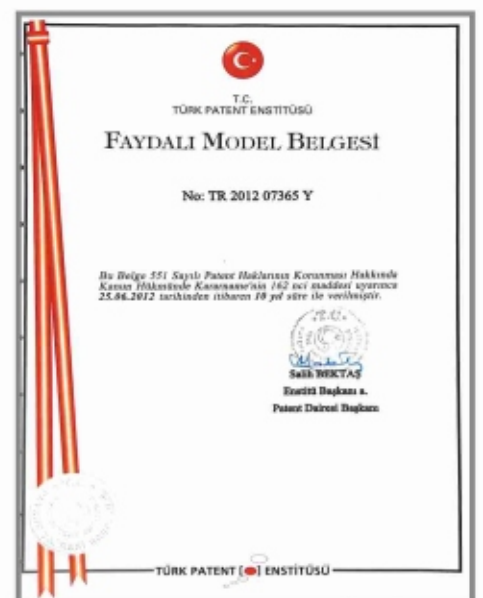 T.C.
TÜRK PATENT ENSTİTÜSÜ
FAYDALI MODEL BELGESİ
No: TR 2012 07365 Y
Bu Belge 551 Sayılı Patent Haklarının Korunması Hakkında
Kanun Hükmünde Kararname'nin 162 nci maddesi uyarınca
25.06.2012 tarihinden itibaren 10 yıl süre ile verilmiştir.
Salih BEKTAŞ
Enstitü Başkanı a.
Patent Dairesi Başkanı
TÜRK PATENT ENSTİTÜSÜ